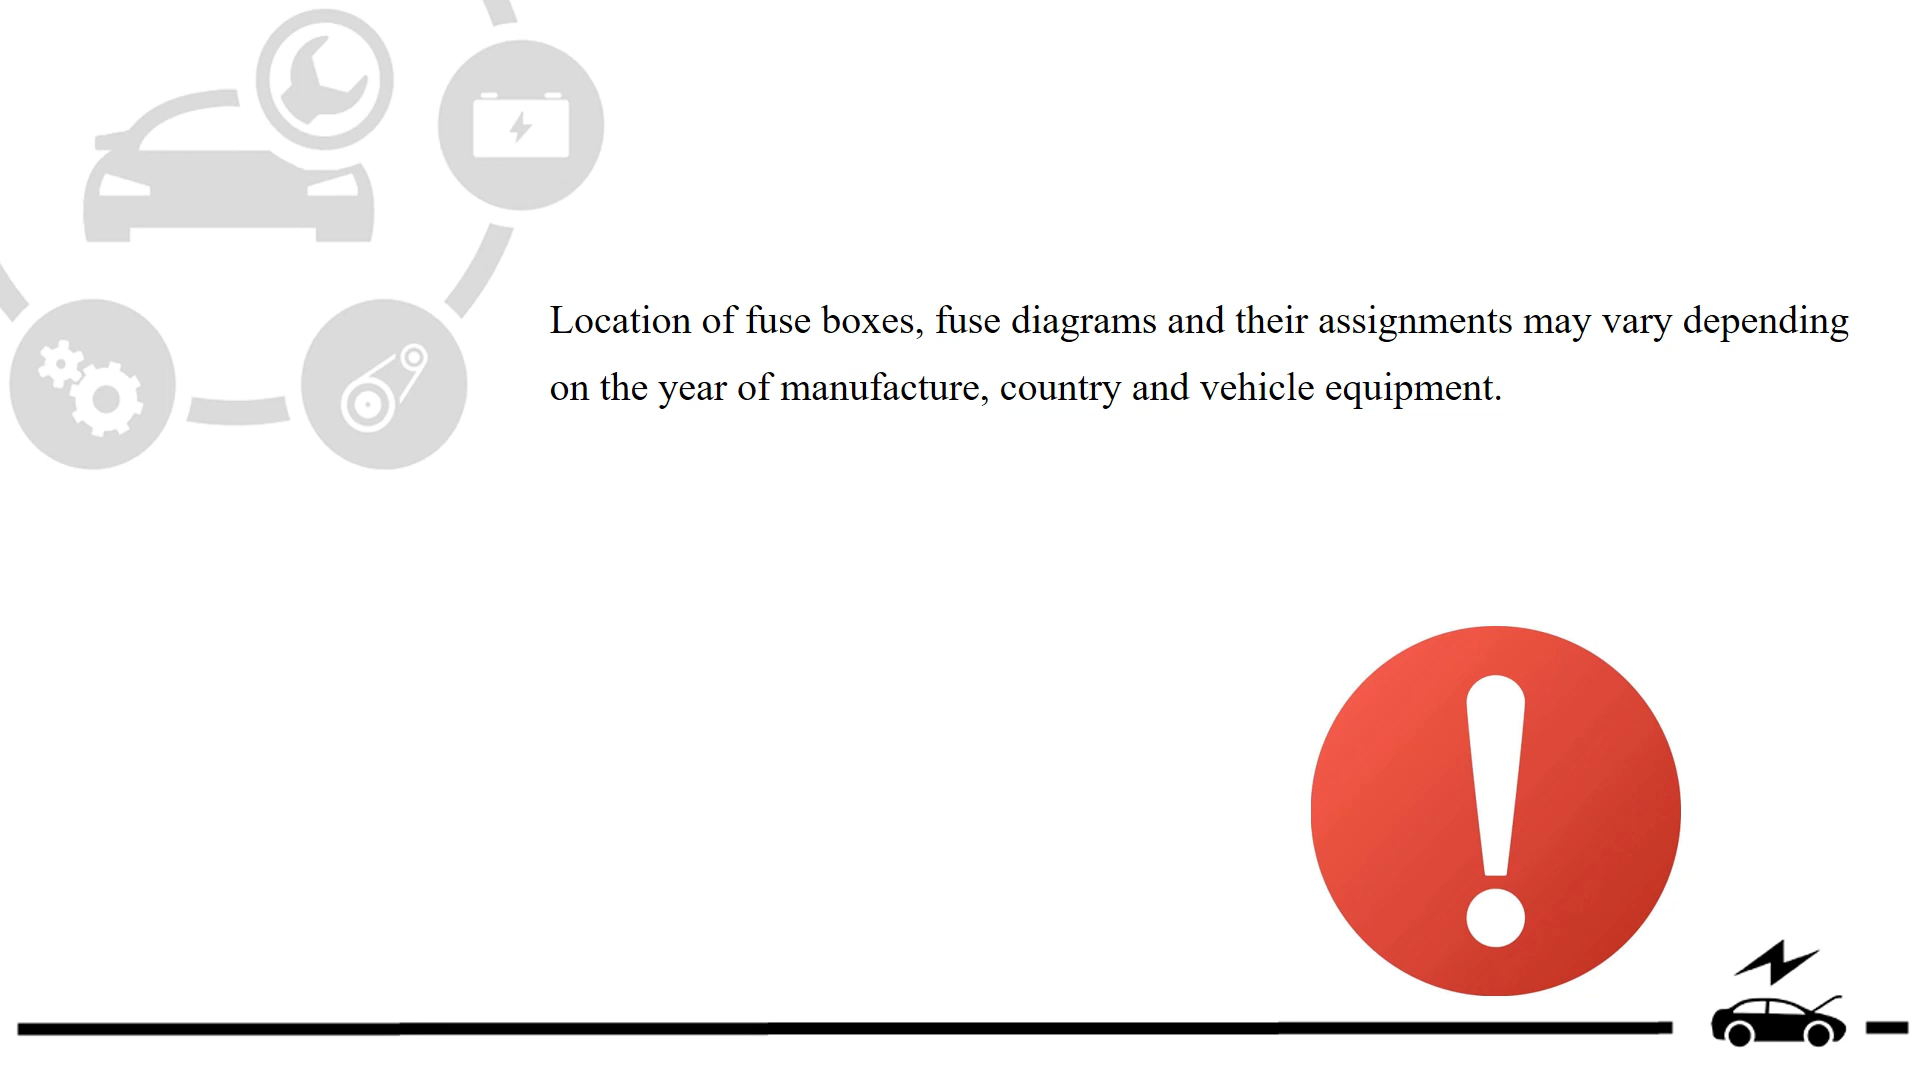 Location of fuse boxes, fuse diagrams and their assignments may vary depending
on the year of manufacture, country and vehicle equipment.